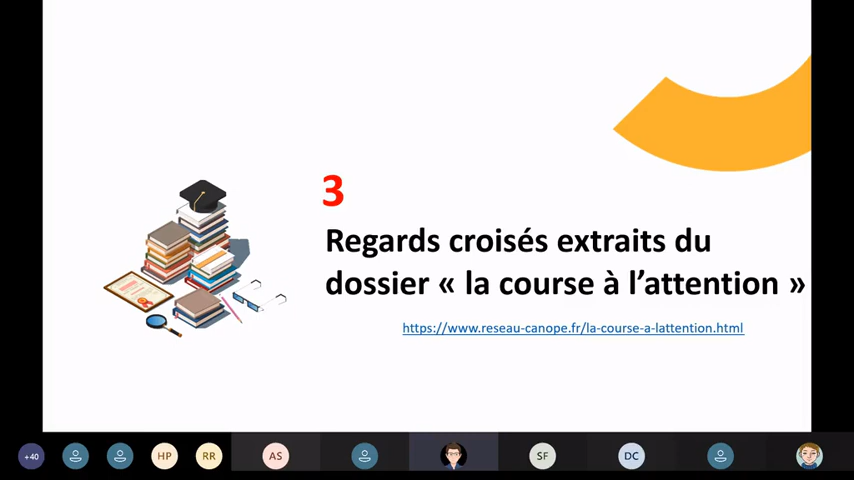 3
Regards croisés extraits du
dossier « la course à l’attention »
https://www.reseau-canope.fr/la-course-a-lattention.html
+40
HP
RR
AS
SF
DC